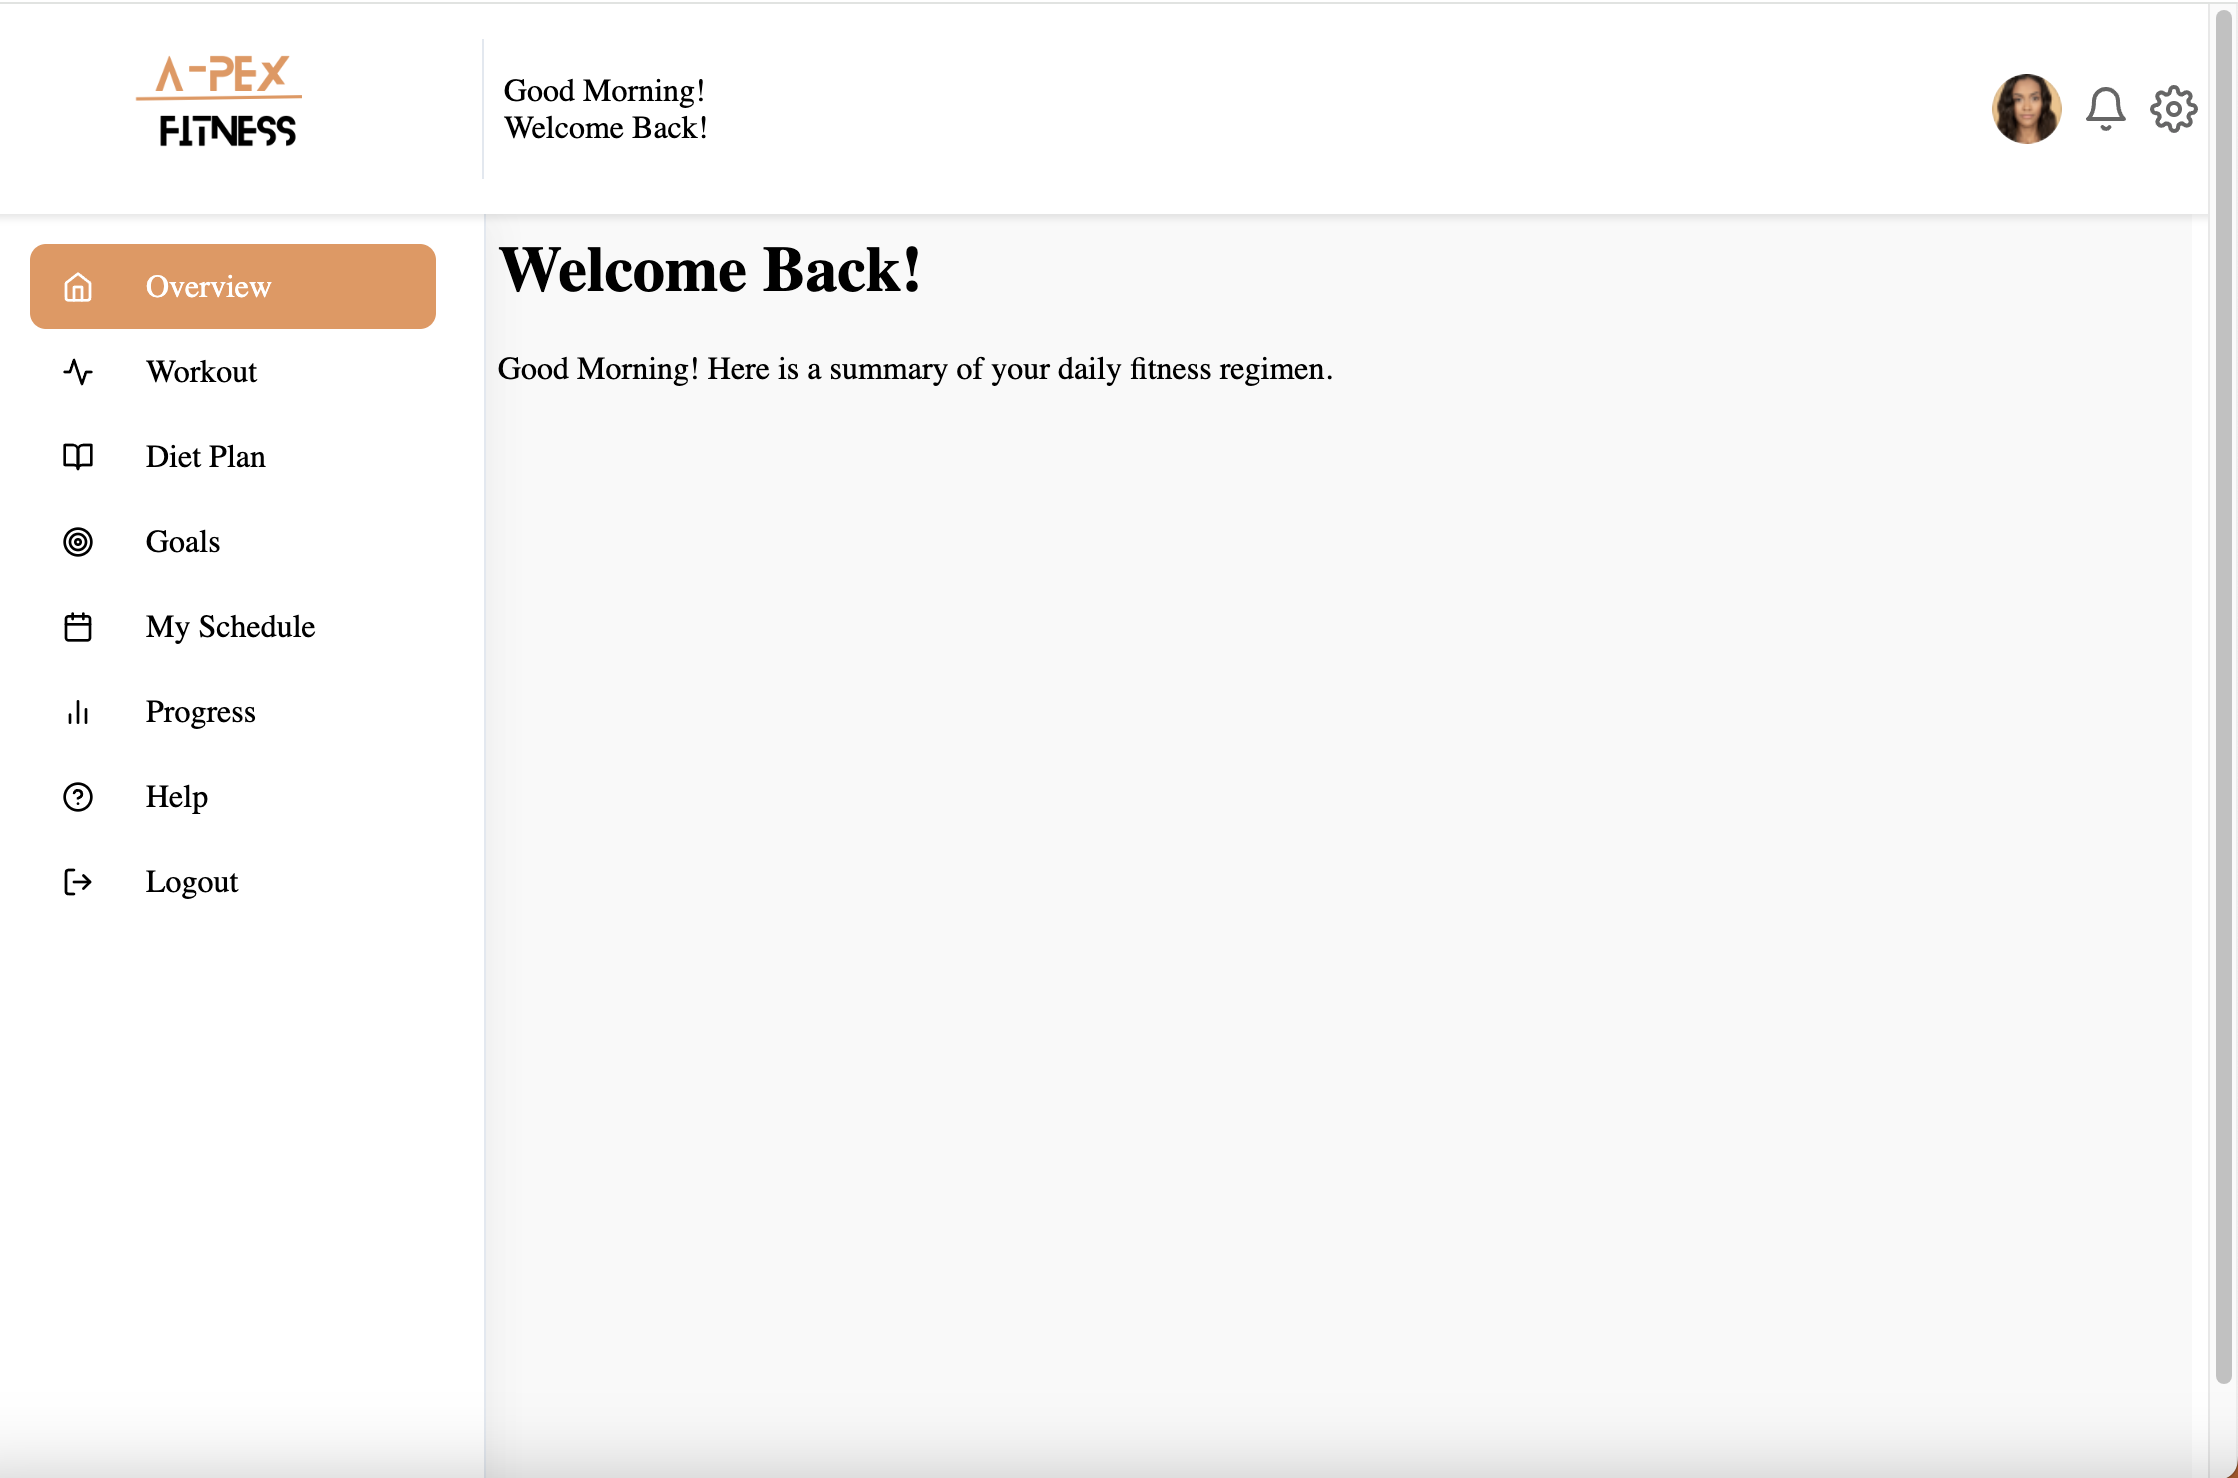 A-PEX
FITNESS
Good Morning!
Welcome Back!
Overview
Workout
Diet Plan
Goals
My Schedule
Progress
Help
Logout
Welcome Back!
Good Morning! Here is a summary of your daily fitness regimen.